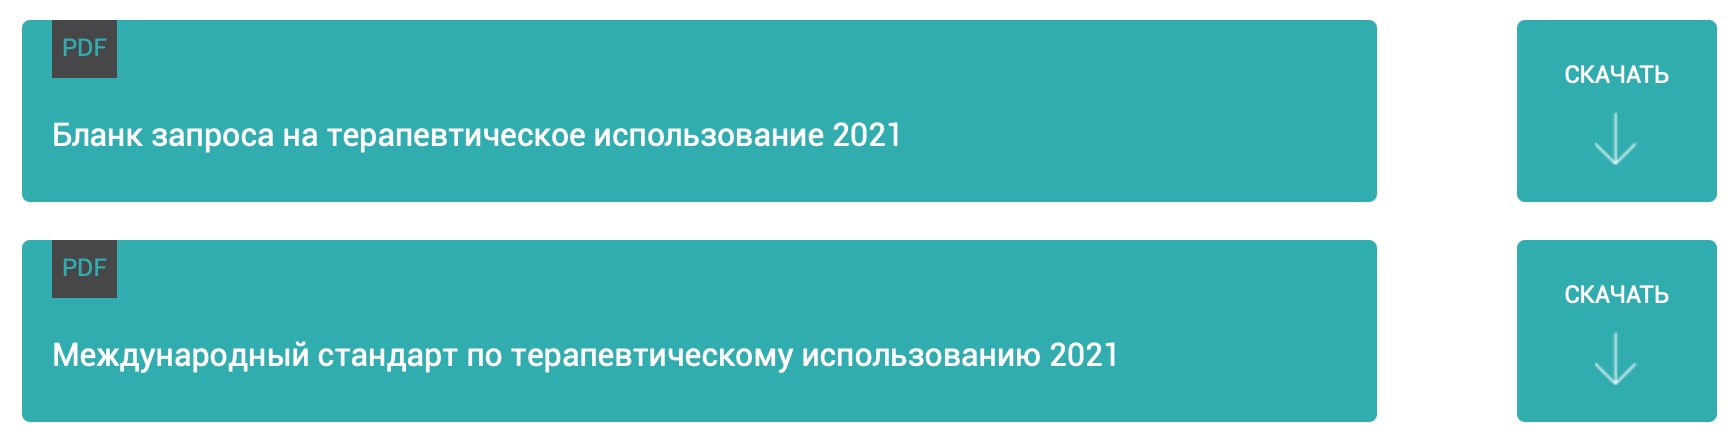 PDF
Бланк запроса на терапевтическое использование 2021
СКАЧАТЬ
PDF
Международный стандарт по терапевтическому использованию 2021
СКАЧАТЬ